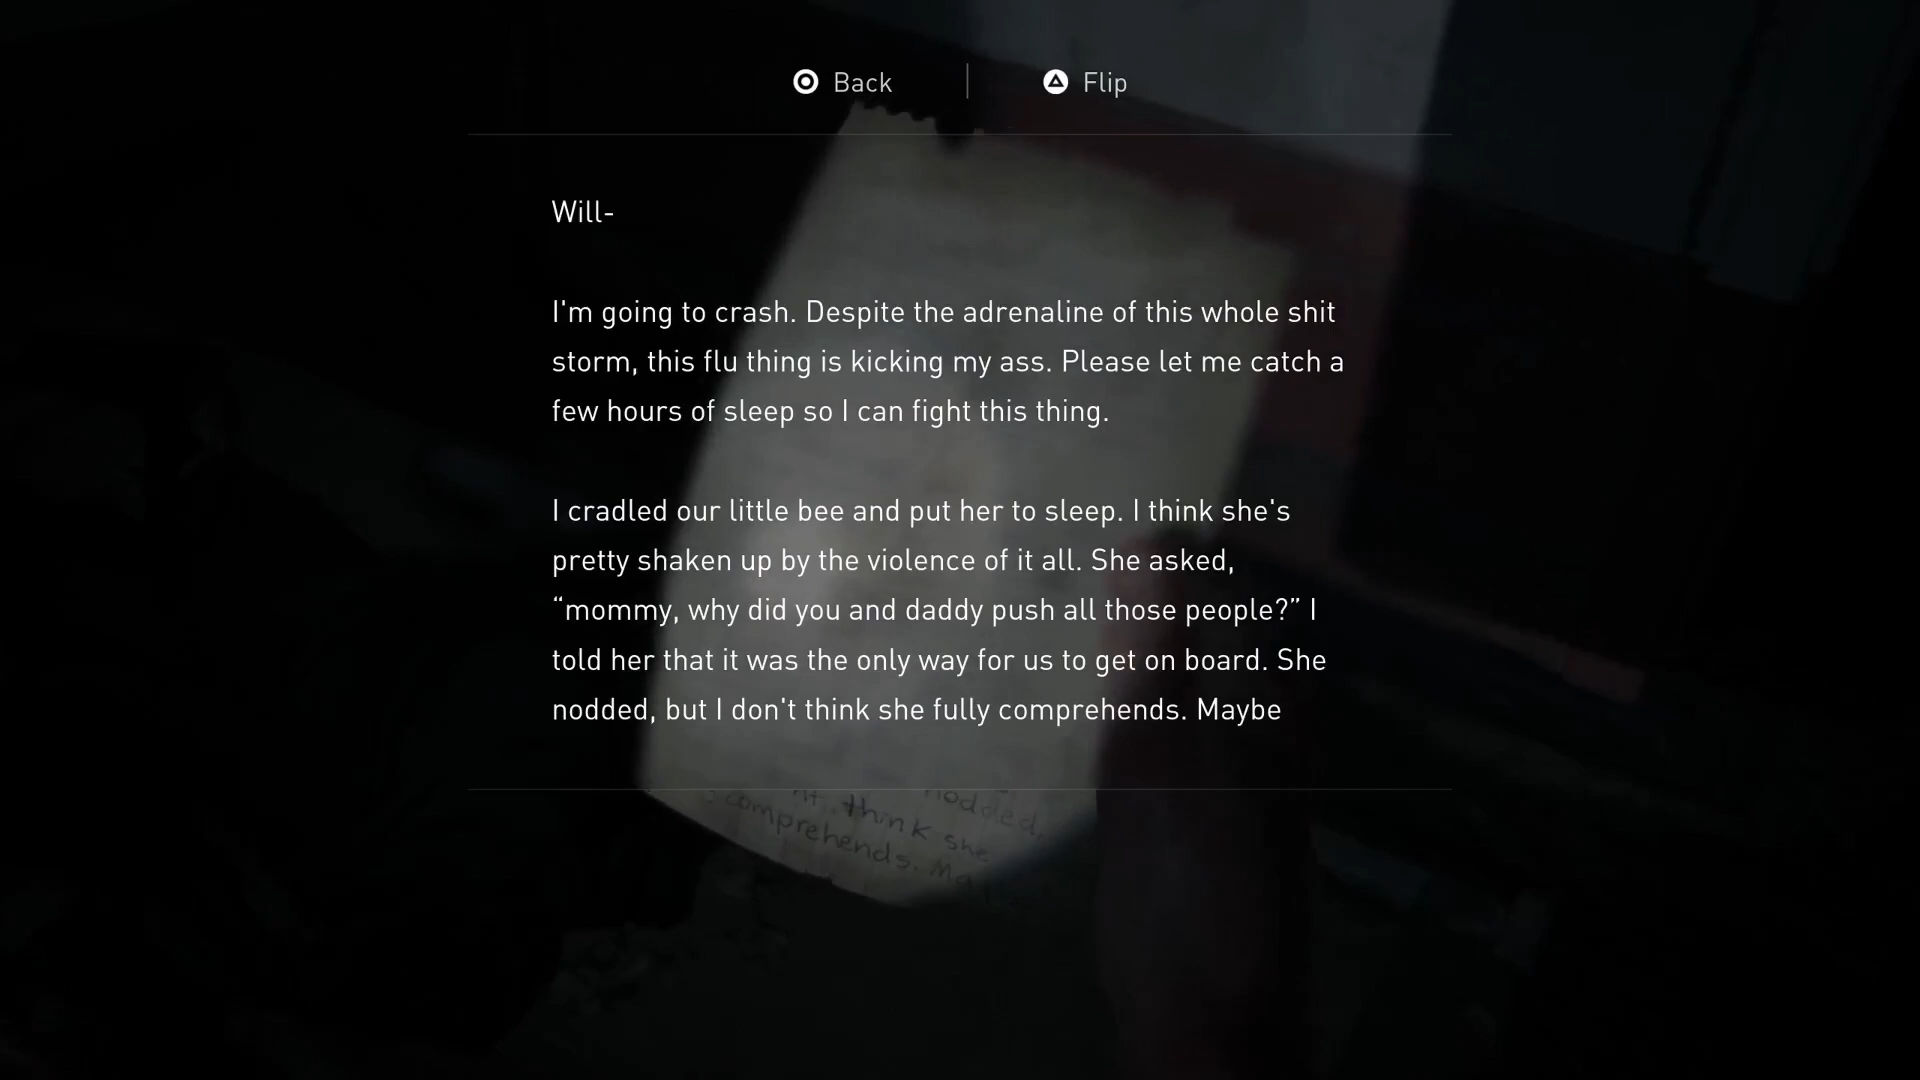 Back
Flip
Will-
I'm going to crash. Despite the adrenaline of this whole shit
storm, this flu thing is kicking my ass. Please let me catch a
few hours of sleep so I can fight this thing.
I cradled our little bee and put her to sleep. I think she's
pretty shaken up by the violence of it all. She asked,
“mommy, why did you and daddy push all those people?” I
told her that it was the only way for us to get on board. She
nodded, but I don't think she fully comprehends. Maybe
nodded,
think she
comprehends.